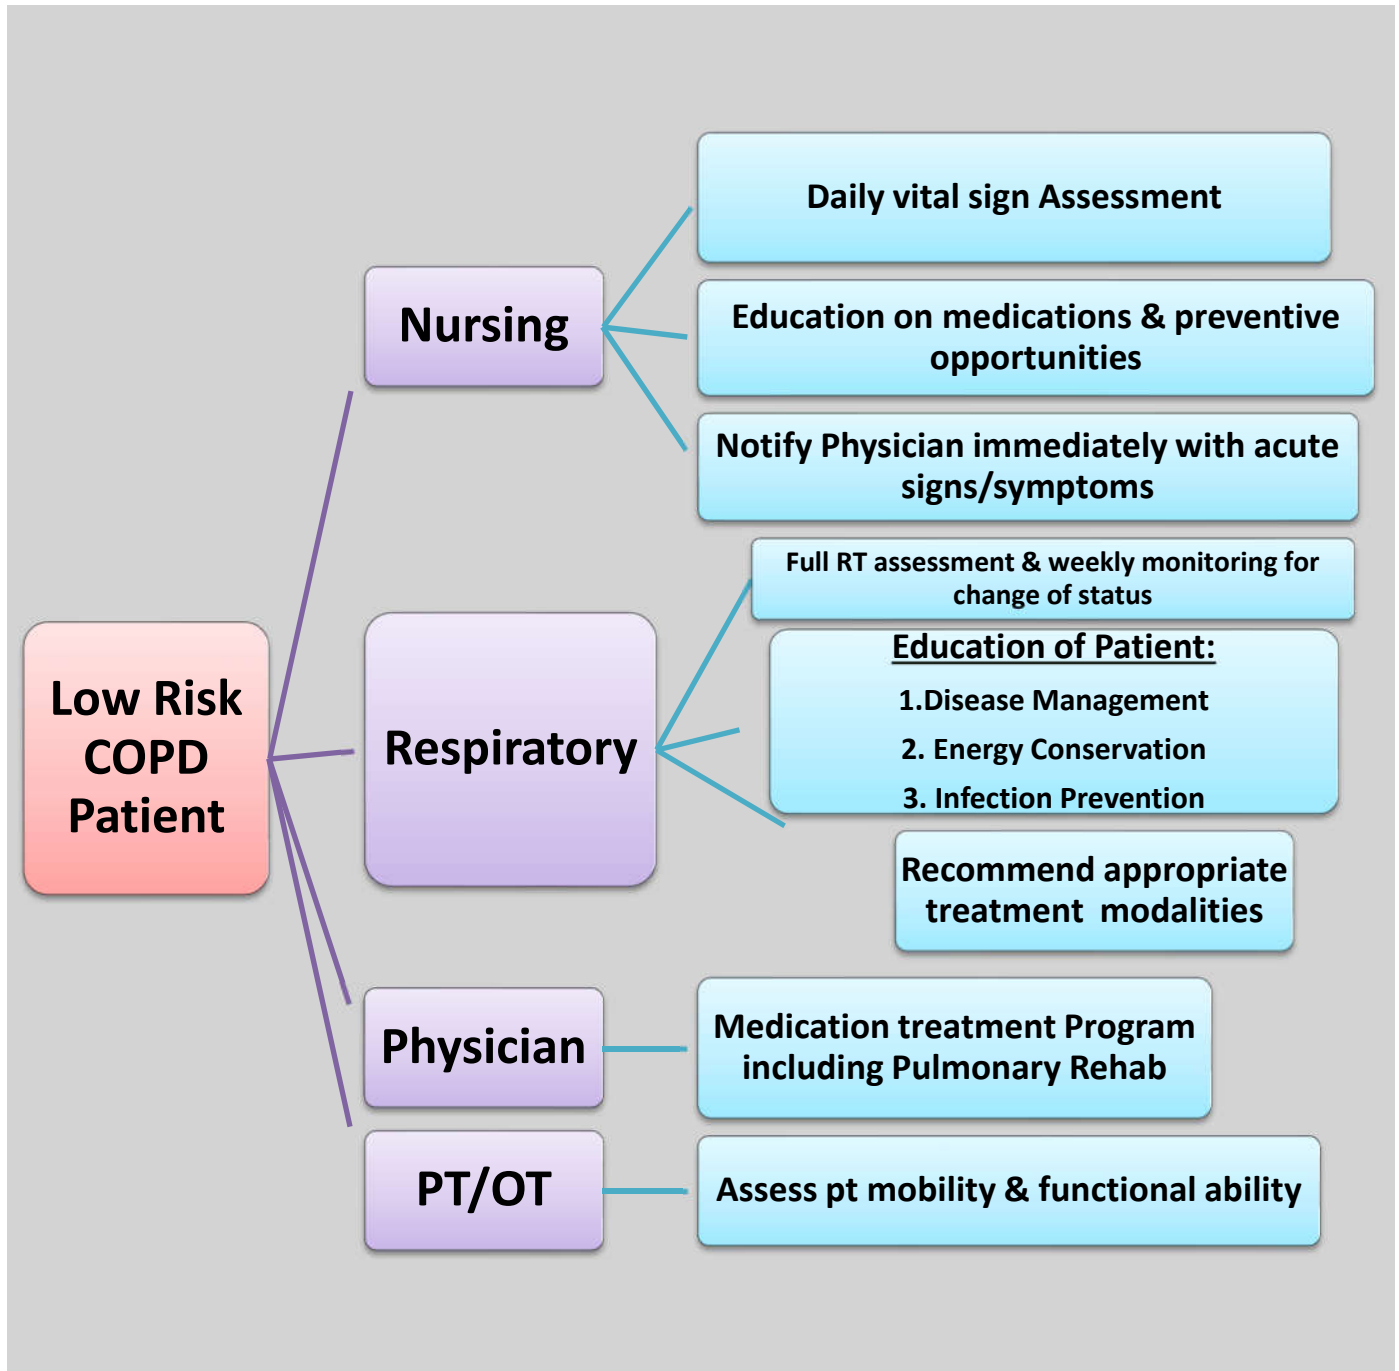 Low Risk
COPD
Patient
Nursing
Daily vital sign Assessment
Education on medications & preventive
opportunities
Notify Physician immediately with acute
signs/symptoms
Respiratory
Full RT assessment & weekly monitoring for
change of status
Education of Patient:
1.Disease Management
2. Energy Conservation
3. Infection Prevention
Recommend appropriate
treatment  modalities
Physician
Medication treatment Program
including Pulmonary Rehab
PT/OT
Assess pt mobility & functional ability